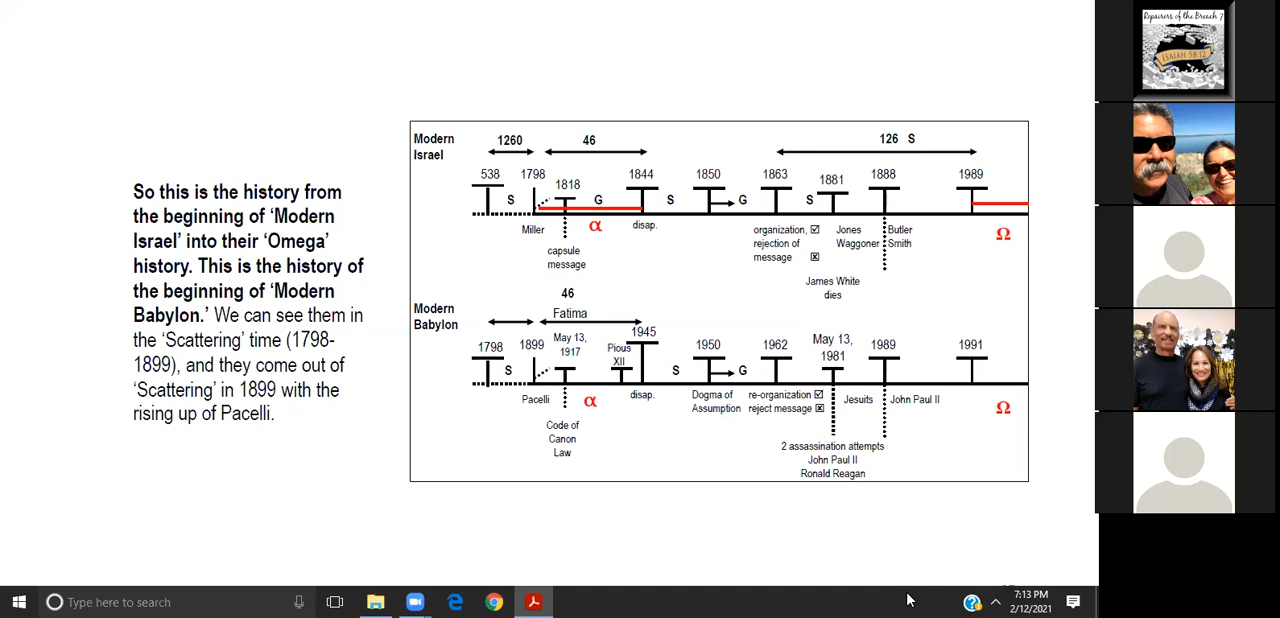 So this is the history from
the beginning of ‘Modern
Israel’ into their ‘Omega’
history. This is the history of
the beginning of ‘Modern
Babylon.’ We can see them in
the ‘Scattering’ time (1798-
1899), and they come out of
‘Scattering’ in 1899 with the
rising up of Pacelli.
Modern
Israel
1260
46
126 S
538
1798
1818
1844
1850
1863
1881
1888
1989
S
G
S
G
S
Miller
α
disap.
organization, ☑
rejection of
message ☒
Jones
Waggoner
Butler
Smith
Ω
capsule
message
James White
dies
Modern
Babylon
46
Fatima
1798
1899
May 13,
1917
Pious
XII
1945
1950
1962
May 13,
1981
1989
1991
S
S
G
Pacelli
α
disap.
Dogma of
Assumption
re-organization ☑
reject message ☒
Jesuits
John Paul II
Ω
Code of
Canon
Law
2 assassination attempts
John Paul II
Ronald Reagan
Repairers of the Breach 7
ISAIAH 58:12
Type here to search
7:13 PM
2/12/2021